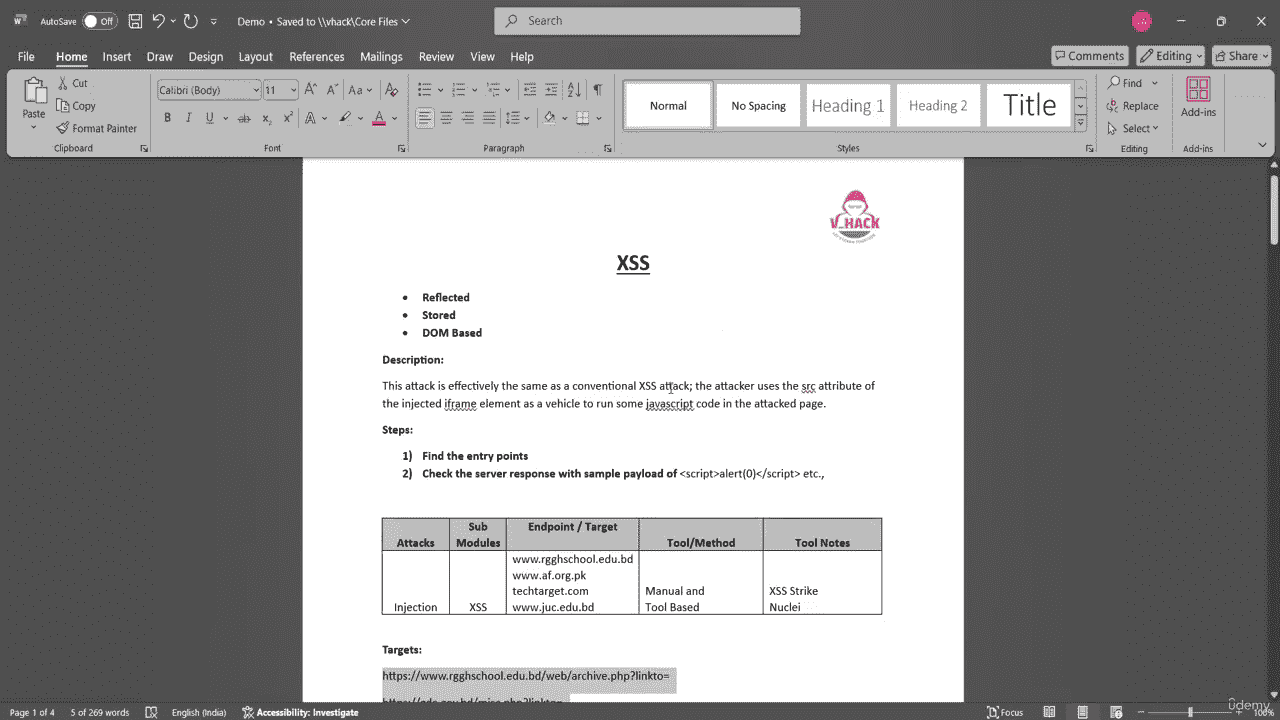 AutoSave Off Demo • Saved to \\vhack\Core Files Search
File Home Insert Draw Design Layout References Mailings Review View Help Comments Editing Share
Paste
Cut
Copy
Format Painter
Clipboard
Calibri (Body) 11
Font
Paragraph
Normal No Spacing Heading 1 Heading 2 Title
Styles
Find
Replace
Select
Editing
Add-ins
Add-ins
V_HACK
XSS
• Reflected
• Stored
• DOM Based
Description:
This attack is effectively the same as a conventional XSS attack; the attacker uses the src attribute of
the injected iframe element as a vehicle to run some javascript code in the attacked page.
Steps:
1) Find the entry points
2) Check the server response with sample payload of <script>alert(0)</script> etc.,
Attacks Sub Modules Endpoint / Target Tool/Method Tool Notes
www.rgghschool.edu.bd
www.af.org.pk
techtarget.com Manual and XSS Strike
Injection XSS www.juc.edu.bd Tool Based Nuclei
Targets:
https://www.rgghschool.edu.bd/web/archive.php?linkto=
Page 1 of 4 5 of 269 words English (India) Accessibility: Investigate Focus 100%
Udemy